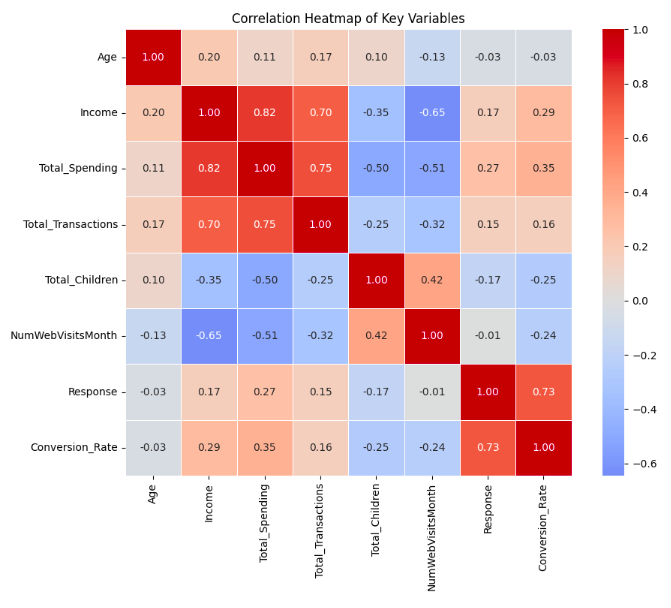 Correlation Heatmap of Key Variables
Age 1.00 0.20 0.11 0.17 0.10 -0.13 -0.03 -0.03
Income 0.20 1.00 0.82 0.70 -0.35 -0.65 0.17 0.29
Total_Spending 0.11 0.82 1.00 0.75 -0.50 -0.51 0.27 0.35
Total_Transactions 0.17 0.70 0.75 1.00 -0.25 -0.32 0.15 0.16
Total_Children 0.10 -0.35 -0.50 -0.25 1.00 0.42 -0.17 -0.25
NumWebVisitsMonth -0.13 -0.65 -0.51 -0.32 0.42 1.00 -0.01 -0.24
Response -0.03 0.17 0.27 0.15 -0.17 -0.01 1.00 0.73
Conversion_Rate -0.03 0.29 0.35 0.16 -0.25 -0.24 0.73 1.00
Age
Income
Total_Spending
Total_Transactions
Total_Children
NumWebVisitsMonth
Response
Conversion_Rate
1.0
0.8
0.6
0.4
0.2
0.0
−0.2
−0.4
−0.6